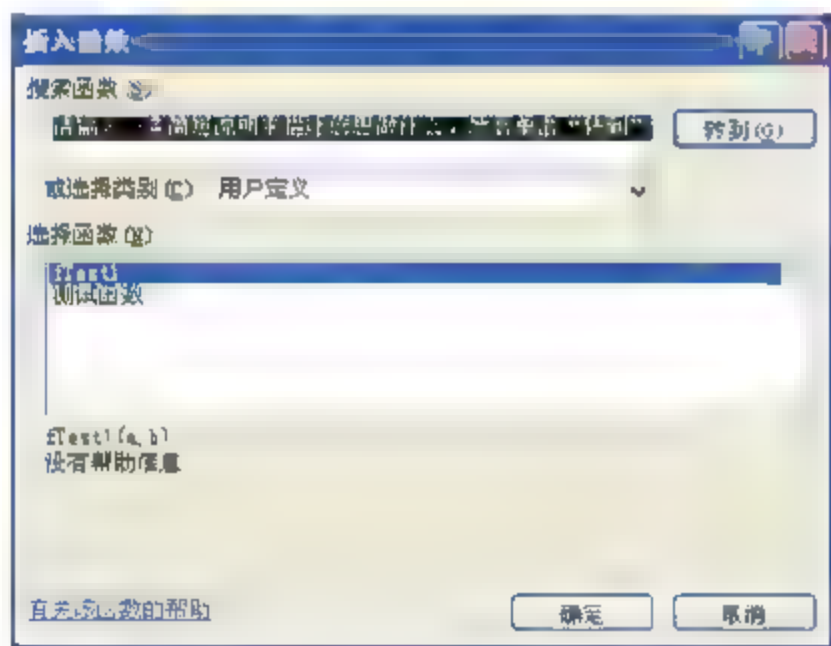 插入函数
搜索函数(S)
转到(G)
或选择类别(C) 用户定义
选择函数(N)
fTest1
测试函数
fTest1(a,b)
没有帮助信息
有关该函数的帮助
确定
取消